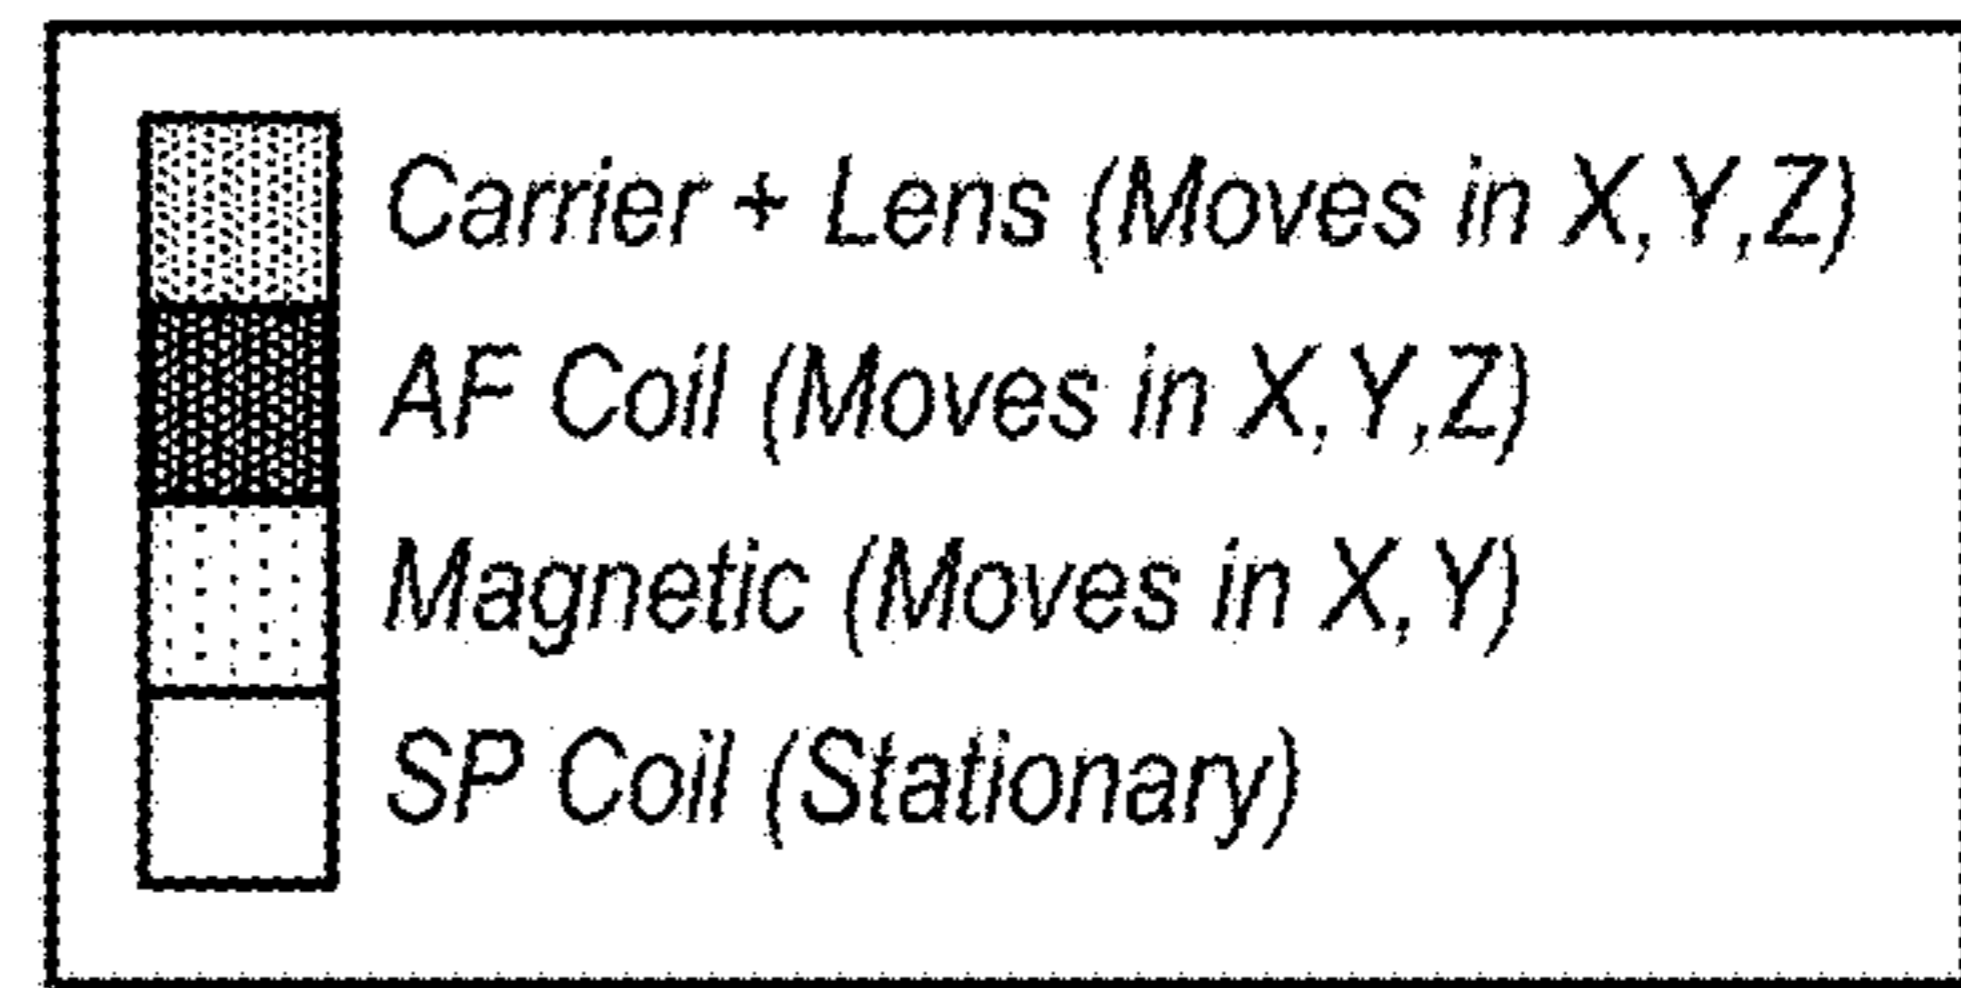 Carrier + Lens (Moves in X,Y,Z)
AF Coil (Moves in X,Y,Z)
Magnetic (Moves in X,Y)
SP Coil (Stationary)